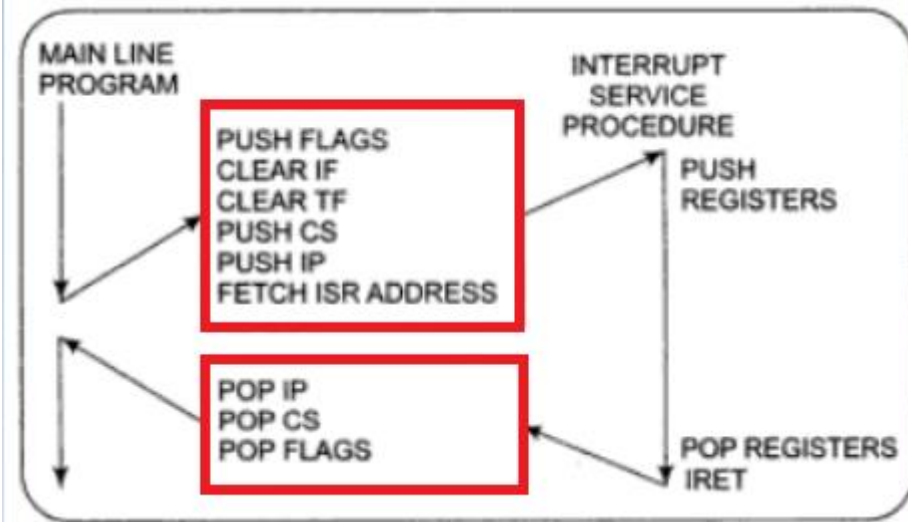 MAIN LINE
PROGRAM
INTERRUPT
SERVICE
PROCEDURE
PUSH FLAGS
CLEAR IF
CLEAR TF
PUSH CS
PUSH IP
FETCH ISR ADDRESS
PUSH
REGISTERS
POP IP
POP CS
POP FLAGS
POP REGISTERS
IRET